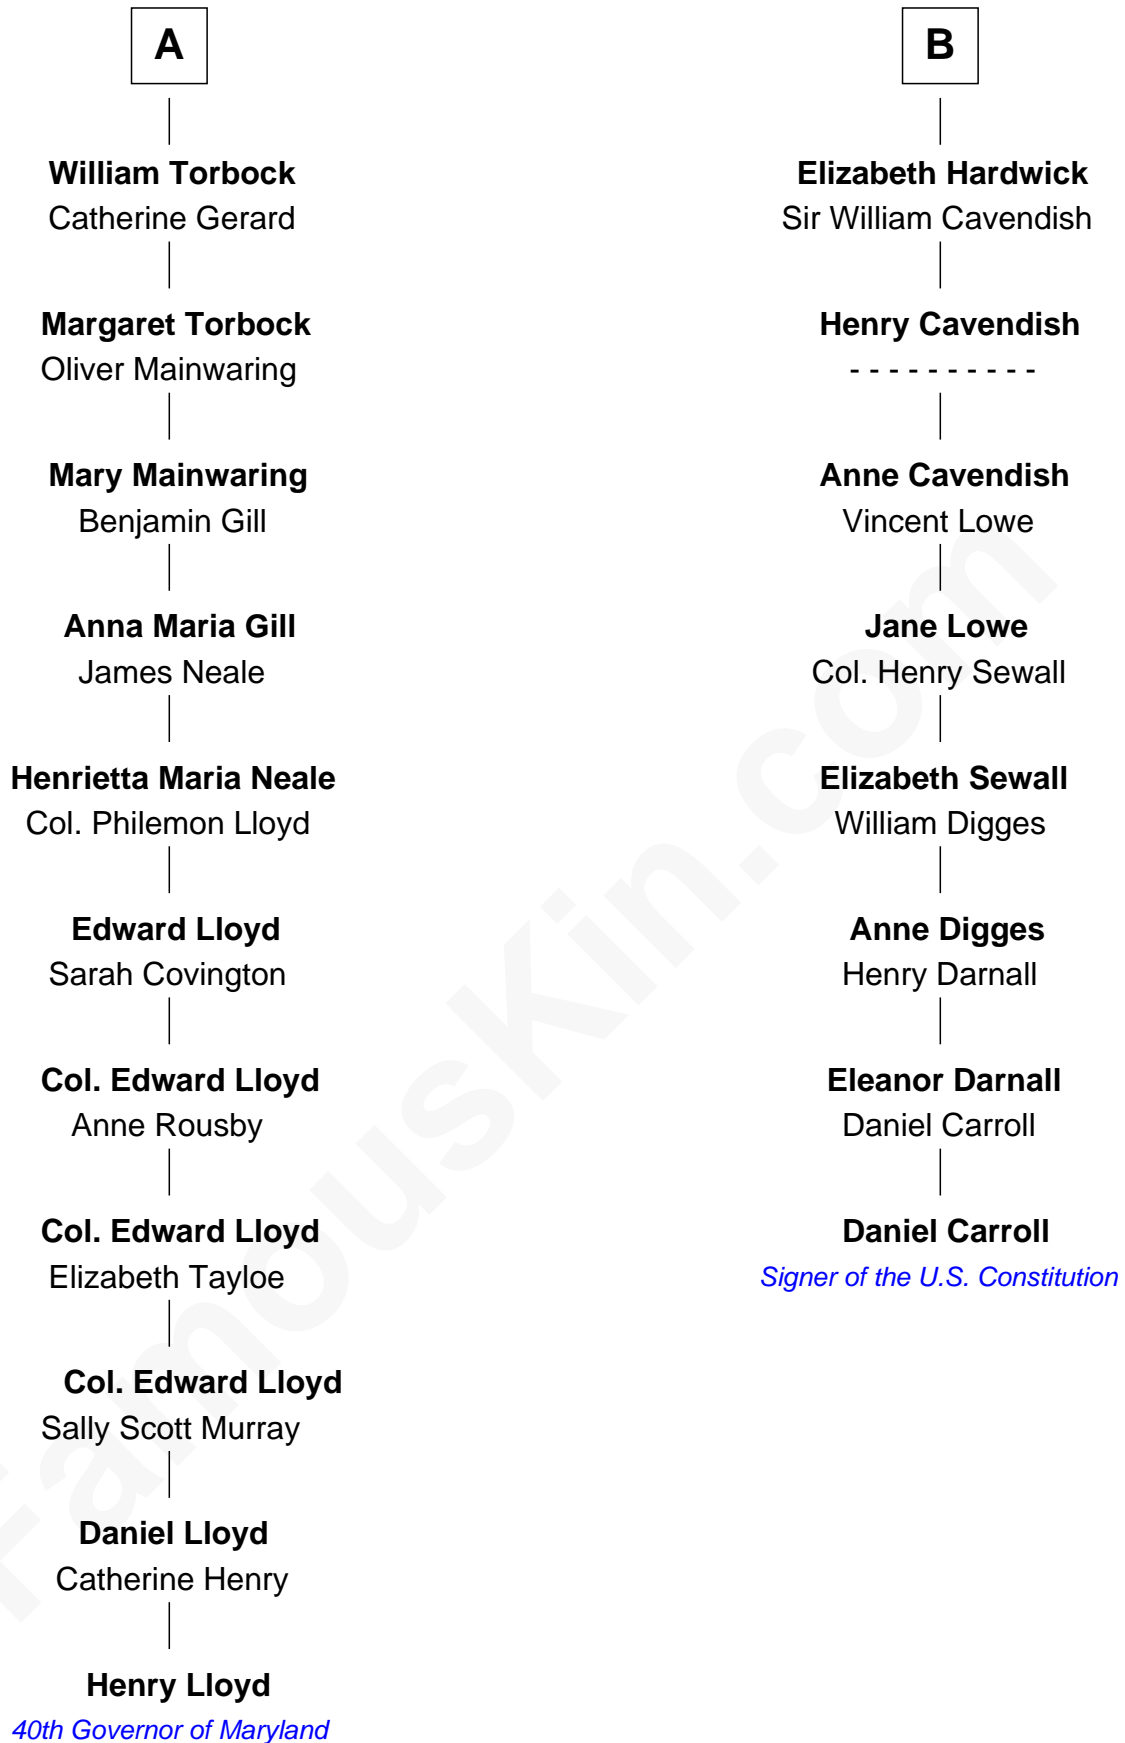 A
William Torbock
Catherine Gerard
Margaret Torbock
Oliver Mainwaring
Mary Mainwaring
Benjamin Gill
Anna Maria Gill
James Neale
Henrietta Maria Neale
Col. Philemon Lloyd
Edward Lloyd
Sarah Covington
Col. Edward Lloyd
Anne Rousby
Col. Edward Lloyd
Elizabeth Tayloe
Col. Edward Lloyd
Sally Scott Murray
Daniel Lloyd
Catherine Henry
Henry Lloyd
40th Governor of Maryland
B
Elizabeth Hardwick
Sir William Cavendish
Henry Cavendish
- - - - - - - - - -
Anne Cavendish
Vincent Lowe
Jane Lowe
Col. Henry Sewall
Elizabeth Sewall
William Digges
Anne Digges
Henry Darnall
Eleanor Darnall
Daniel Carroll
Daniel Carroll
Signer of the U.S. Constitution
FamousKin.com